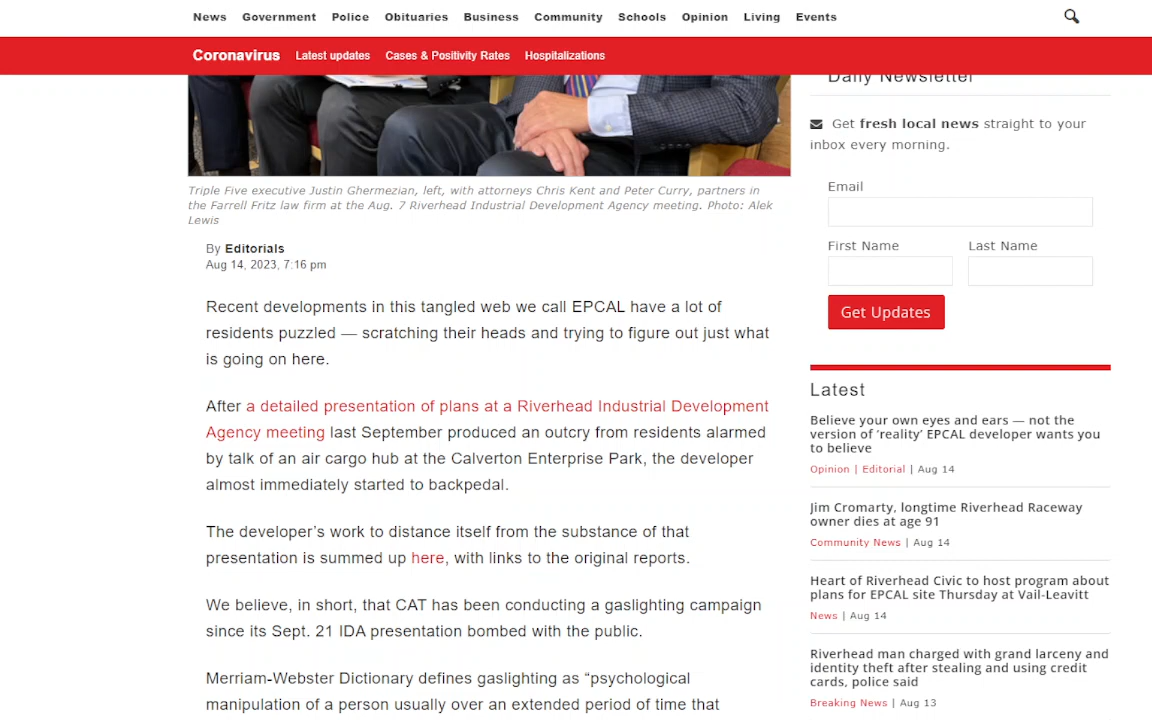 News Government Police Obituaries Business Community Schools Opinion Living Events
Coronavirus Latest updates Cases & Positivity Rates Hospitalizations
Triple Five executive Justin Ghermezian, left, with attorneys Chris Kent and Peter Curry, partners in
the Farrell Fritz law firm at the Aug. 7 Riverhead Industrial Development Agency meeting. Photo: Alek
Lewis
By Editorials
Aug 14, 2023, 7:16 pm
Recent developments in this tangled web we call EPCAL have a lot of
residents puzzled — scratching their heads and trying to figure out just what
is going on here.
After a detailed presentation of plans at a Riverhead Industrial Development
Agency meeting last September produced an outcry from residents alarmed
by talk of an air cargo hub at the Calverton Enterprise Park, the developer
almost immediately started to backpedal.
The developer’s work to distance itself from the substance of that
presentation is summed up here, with links to the original reports.
We believe, in short, that CAT has been conducting a gaslighting campaign
since its Sept. 21 IDA presentation bombed with the public.
Merriam-Webster Dictionary defines gaslighting as “psychological
manipulation of a person usually over an extended period of time that
Daily Newsletter
Get fresh local news straight to your
inbox every morning.
Email
First Name Last Name
Get Updates
Latest
Believe your own eyes and ears — not the
version of ‘reality’ EPCAL developer wants you
to believe
Opinion | Editorial | Aug 14
Jim Cromarty, longtime Riverhead Raceway
owner dies at age 91
Community News | Aug 14
Heart of Riverhead Civic to host program about
plans for EPCAL site Thursday at Vail-Leavitt
News | Aug 14
Riverhead man charged with grand larceny and
identity theft after stealing and using credit
cards, police said
Breaking News | Aug 13